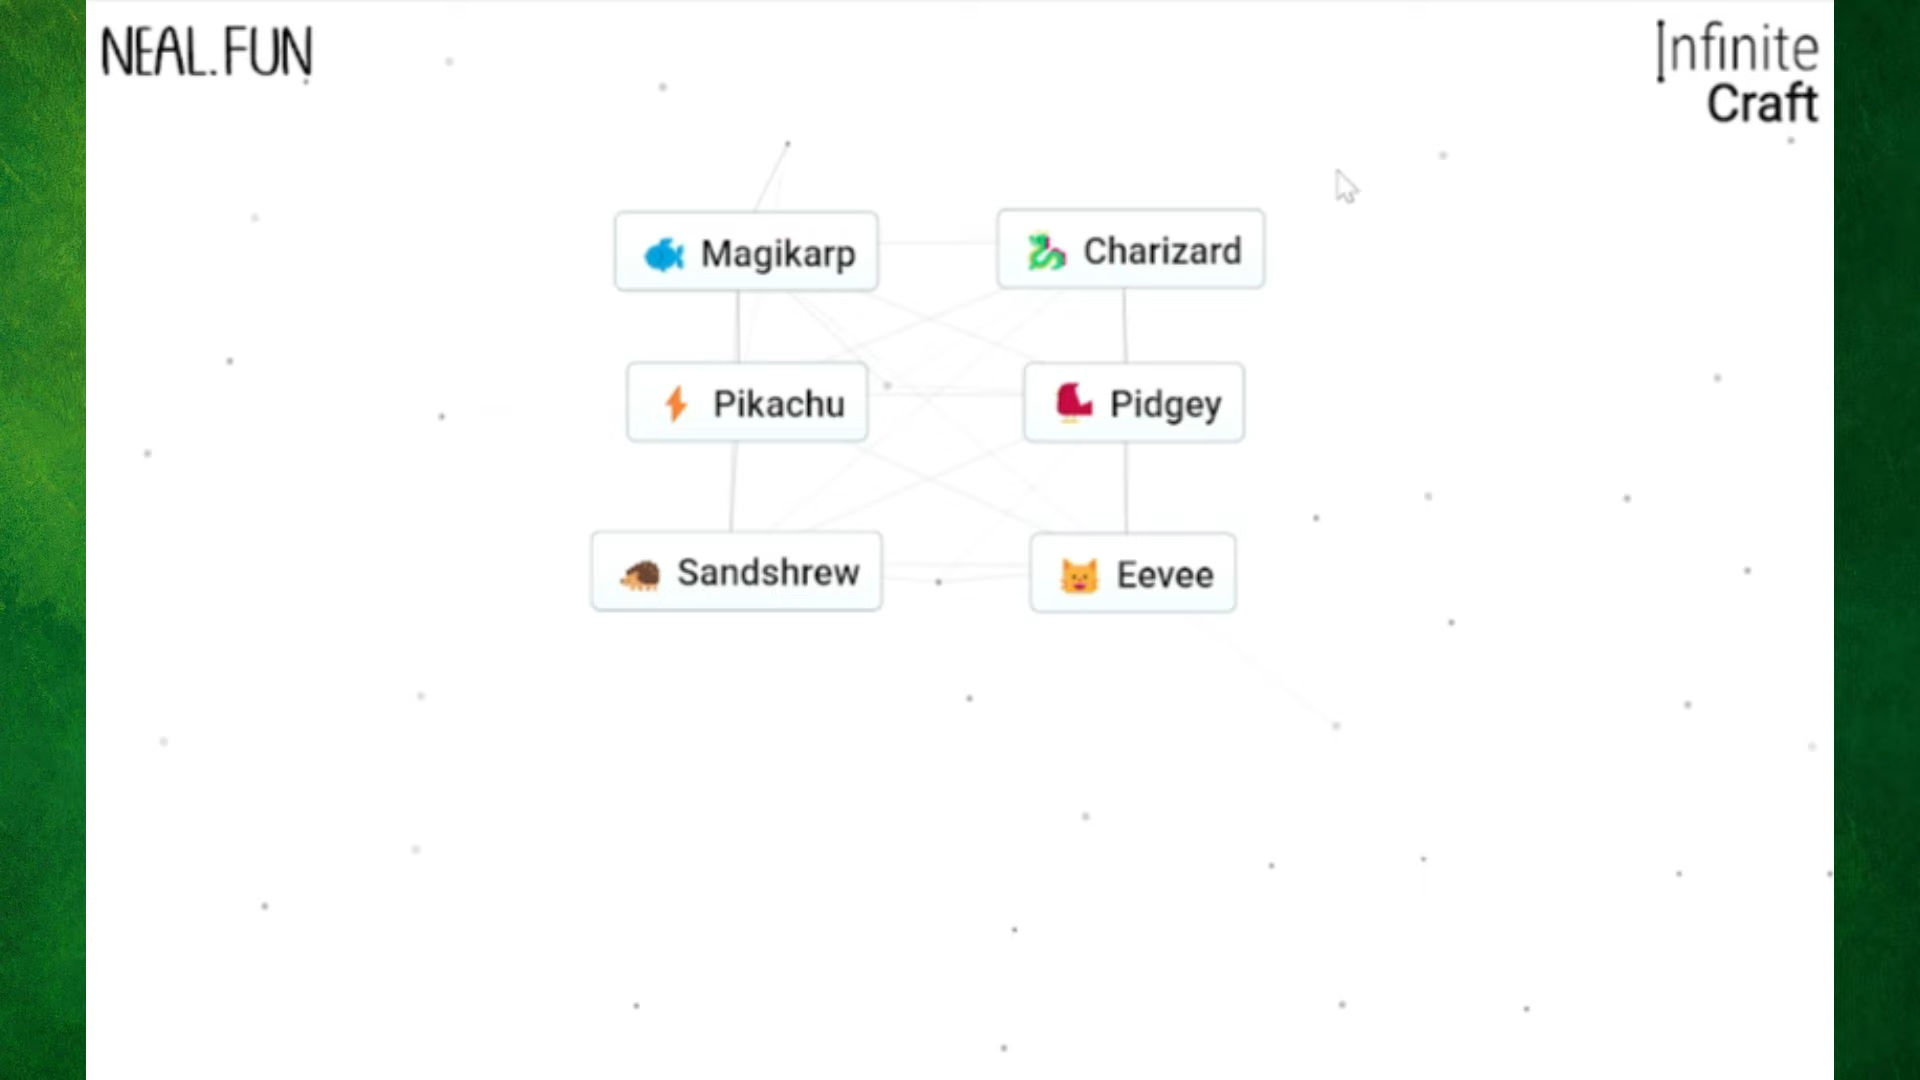 NEAL.FUN
Infinite
Craft
Magikarp
Charizard
Pikachu
Pidgey
Sandshrew
Eevee